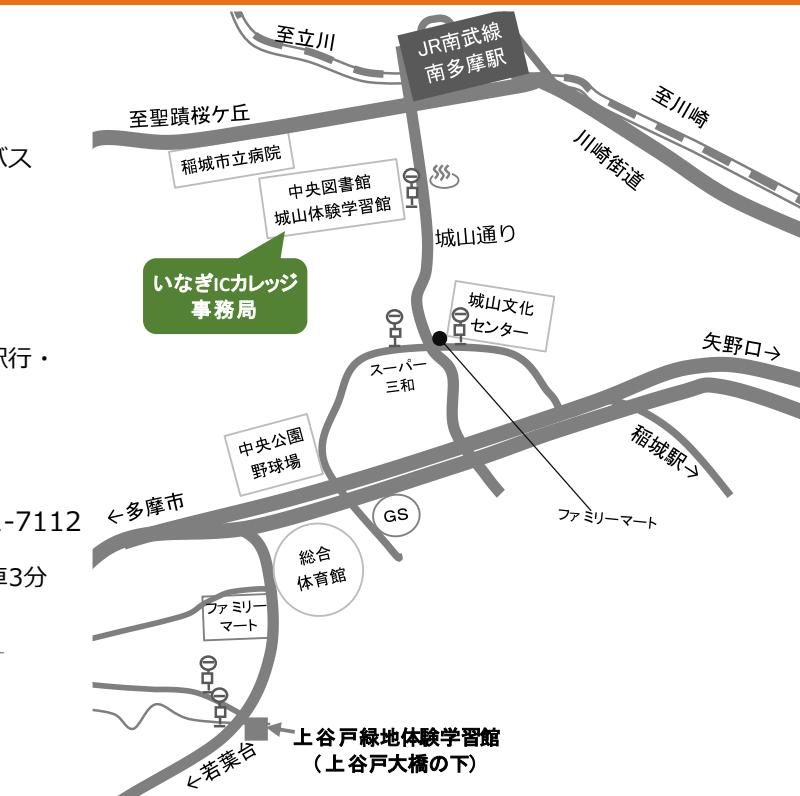 至立川
JR南武線
南多摩駅
至聖蹟桜ケ丘
至川崎
バス
稲城市立病院
川崎街道
中央図書館
城山体験学習館
城山通り
いなぎICカレッジ
事務局
城山文化
センター
矢野口→
駅行・
スーパー
三和
中央公園
野球場
稲城駅→
←多摩市
-7112
GS
ファミリーマート
総合
体育館
車3分
ファミリー
マート
上谷戸緑地体験学習館
(上谷戸大橋の下)
←若葉台